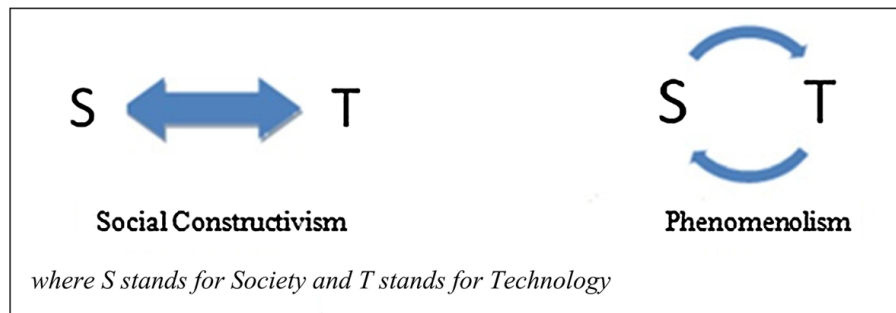 S T
S T
Social Constructivism
Phenomenolism
where S stands for Society and T stands for Technology